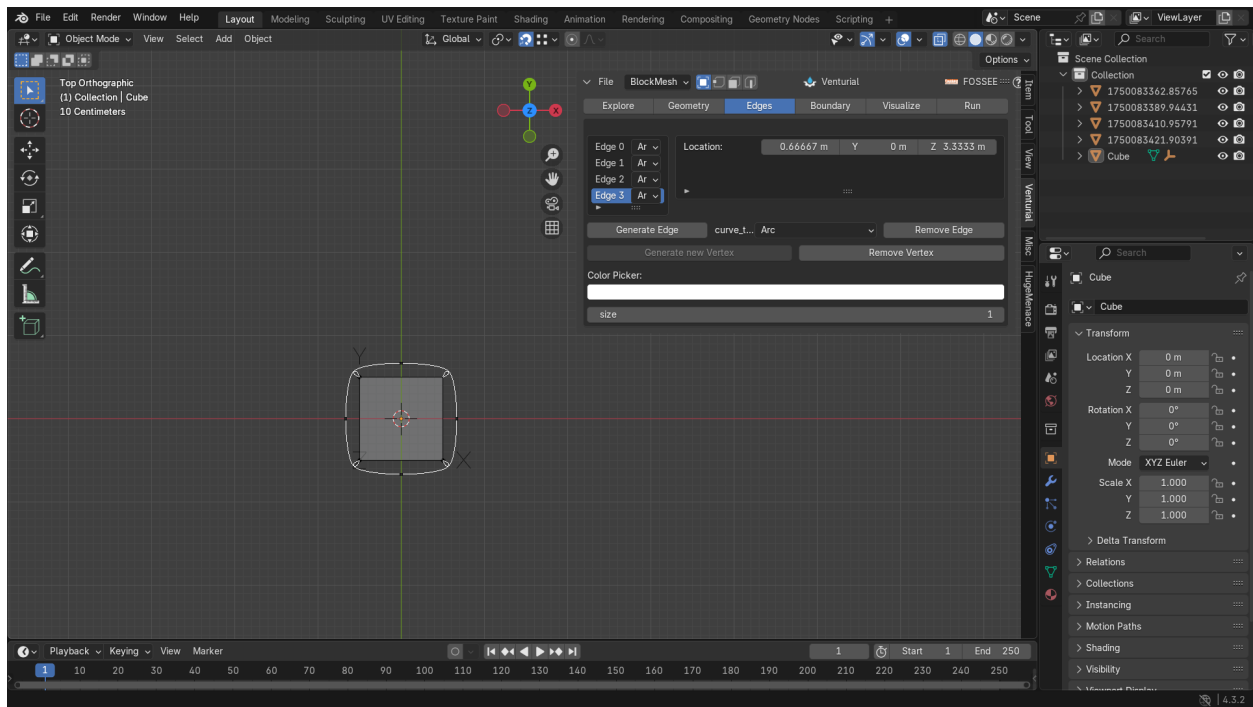 File Edit Render Window Help Layout Modeling Sculpting UV Editing Texture Paint Shading Animation Rendering Compositing Geometry Nodes Scripting + Scene ViewLayer
Object Mode View Select Add Object Global Search
Options
Top Orthographic
(1) Collection | Cube
10 Centimeters
Y
Z
X
File BlockMesh Venturial FOSSEE
Explore Geometry Edges Boundary Visualize Run
Edge 0 Ar
Edge 1 Ar
Edge 2 Ar
Edge 3 Ar
Location: 0.66667 m Y 0 m Z 3.3333 m
Generate Edge curve_t... Arc Remove Edge
Generate new Vertex Remove Vertex
Color Picker:
size 1
Item
Tool
View
Venturial
Misc
HugeMenace
Y
X
Scene Collection
Collection
1750083362.85765
1750083389.94431
1750083410.95791
1750083421.90391
Cube
Search
Cube
Cube
Transform
Location X 0 m
Y 0 m
Z 0 m
Rotation X 0°
Y 0°
Z 0°
Mode XYZ Euler
Scale X 1.000
Y 1.000
Z 1.000
Delta Transform
Relations
Collections
Instancing
Motion Paths
Shading
Visibility
Viewport Display
Playback Keying View Marker 1 Start 1 End 250
1 10 20 30 40 50 60 70 80 90 100 110 120 130 140 150 160 170 180 190 200 210 220 230 240 250
4.3.2